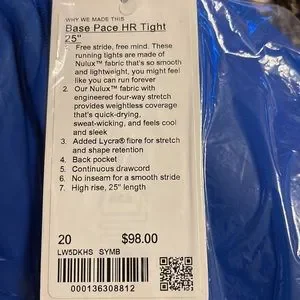 WHY WE MADE THIS
Base Pace HR Tight
25"
Free stride, free mind. These
running tights are made of
Nulux™ fabric that's so smooth
and lightweight, you might feel
like you can run forever
2. Our Nulux™ fabric with
engineered four-way stretch
provides weightless coverage
that's quick-drying,
sweat-wicking, and feels cool
and sleek
3. Added Lycra® fibre for stretch
and shape retention
4. Back pocket
5. Continuous drawcord
6. No inseam for a smooth stride
7. High rise, 25" length
20 $98.00
LW5DKHS SYMB
000136308812